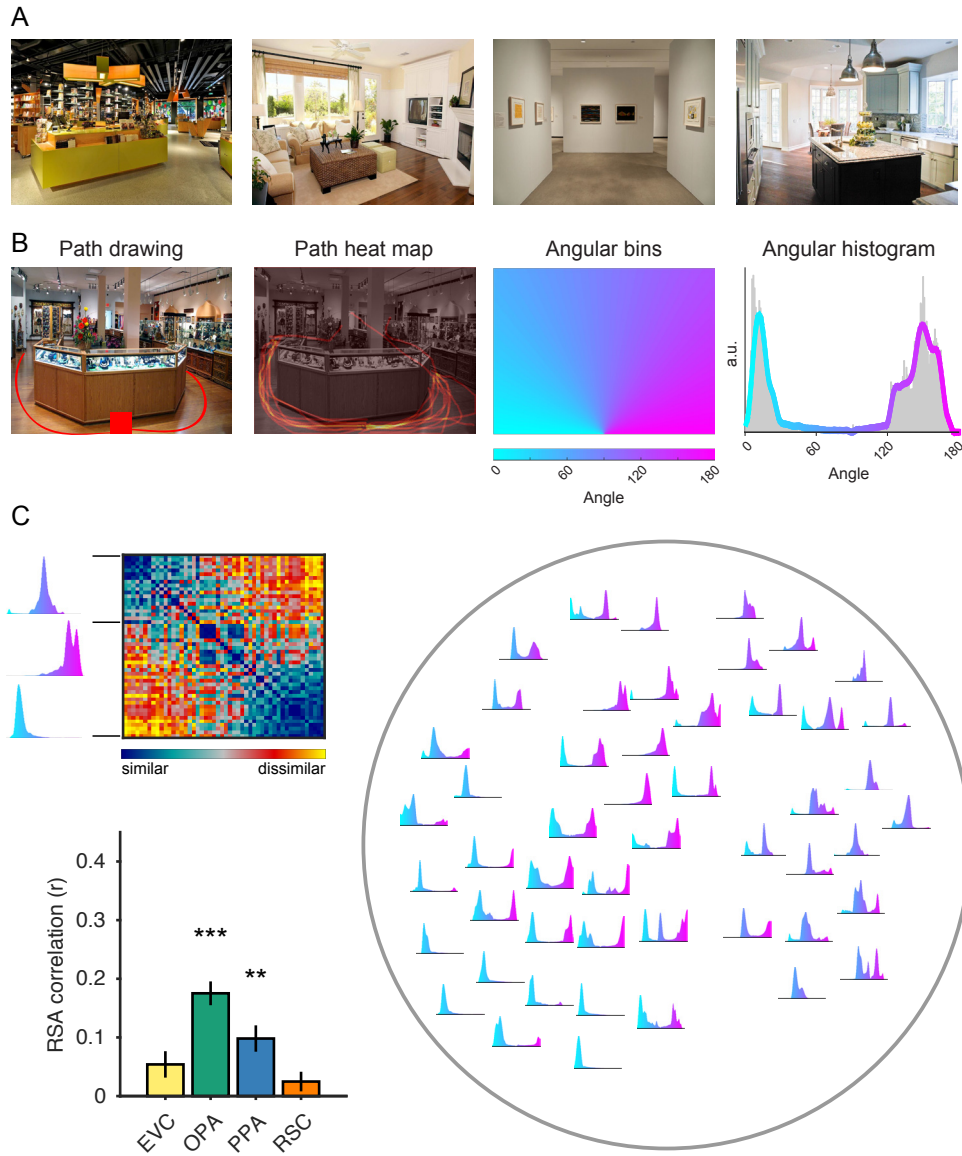 A
B
Path drawing
Path heat map
Angular bins
Angular histogram
a.u.
0
60
120
180
Angle
0
60
120
180
Angle
C
similar
dissimilar
RSA correlation (r)
0.4
0.3
0.2
0.1
0
***
**
EVC
OPA
PPA
RSC